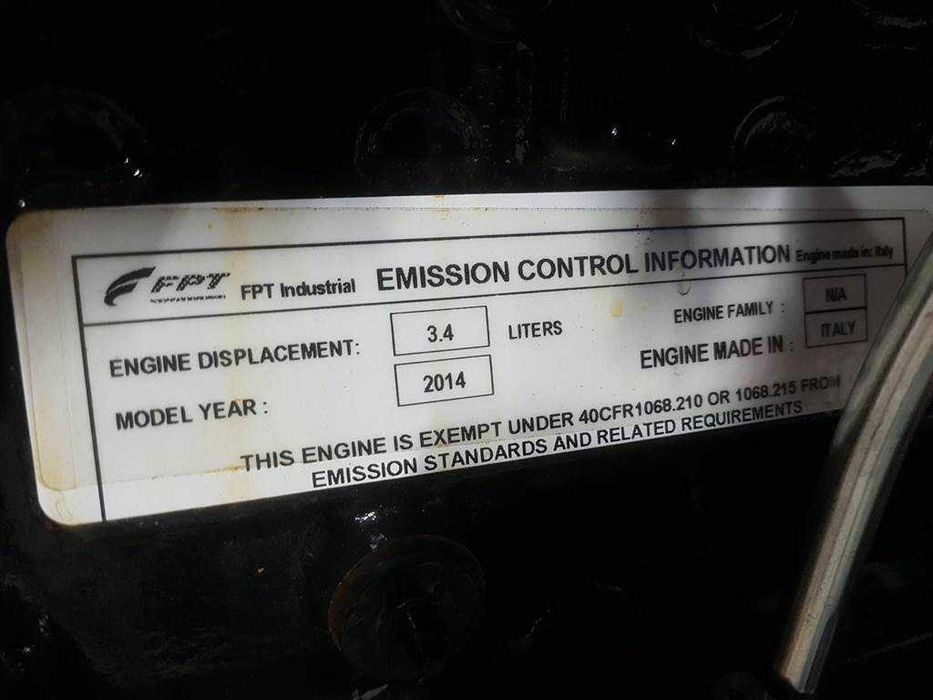 FPT FPT Industrial EMISSION CONTROL INFORMATION Engine made in: Italy
ENGINE DISPLACEMENT: 3.4 LITERS ENGINE FAMILY : N/A
MODEL YEAR : 2014 ENGINE MADE IN : ITALY
THIS ENGINE IS EXEMPT UNDER 40CFR1068.210 OR 1068.215 FROM
EMISSION STANDARDS AND RELATED REQUIREMENTS